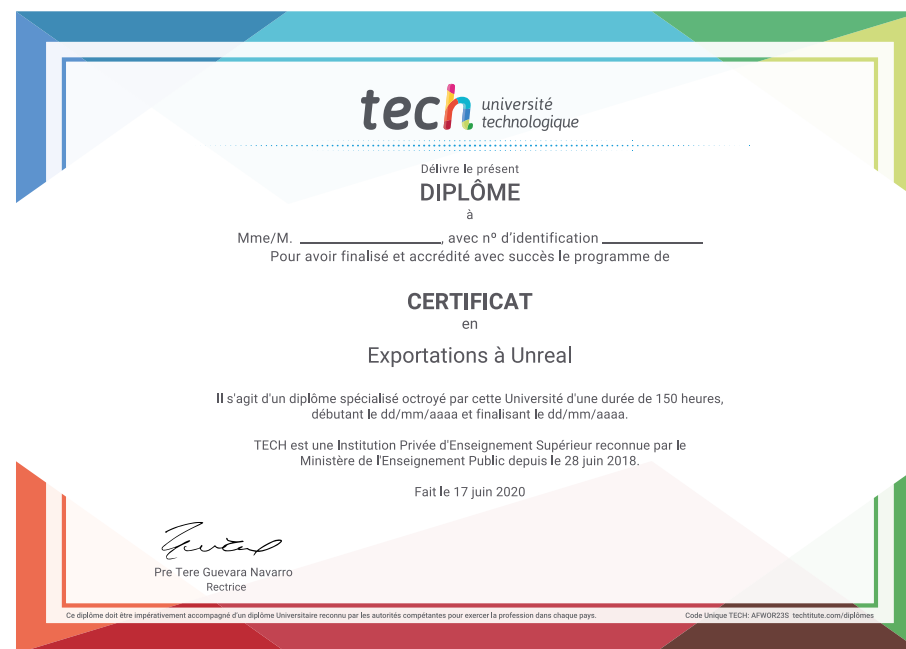 tech université
technologique
Délivre le présent
DIPLÔME
à
Mme/M. ____________________, avec nº d'identification ______________
Pour avoir finalisé et accrédité avec succès le programme de
CERTIFICAT
en
Exportations à Unreal
Il s'agit d'un diplôme spécialisé octroyé par cette Université d'une durée de 150 heures,
débutant le dd/mm/aaaa et finalisant le dd/mm/aaaa.
TECH est une Institution Privée d'Enseignement Supérieur reconnue par le
Ministère de l'Enseignement Public depuis le 28 juin 2018.
Fait le 17 juin 2020
Pre Tere Guevara Navarro
Rectrice
Ce diplôme doit être impérativement accompagné d'un diplôme Universitaire reconnu par les autorités compétantes pour exercer la profession dans chaque pays.
Code Unique TECH: AFWOR23S techtitute.com/diplômes